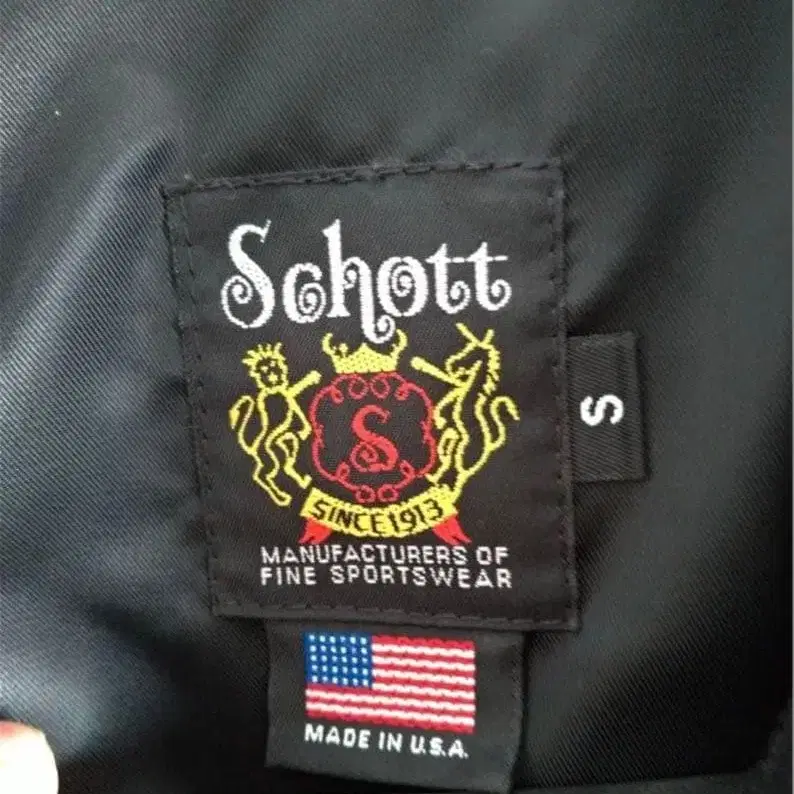 Schott
S
SINCE 1913
MANUFACTURERS OF
FINE SPORTSWEAR
S
MADE IN U.S.A.